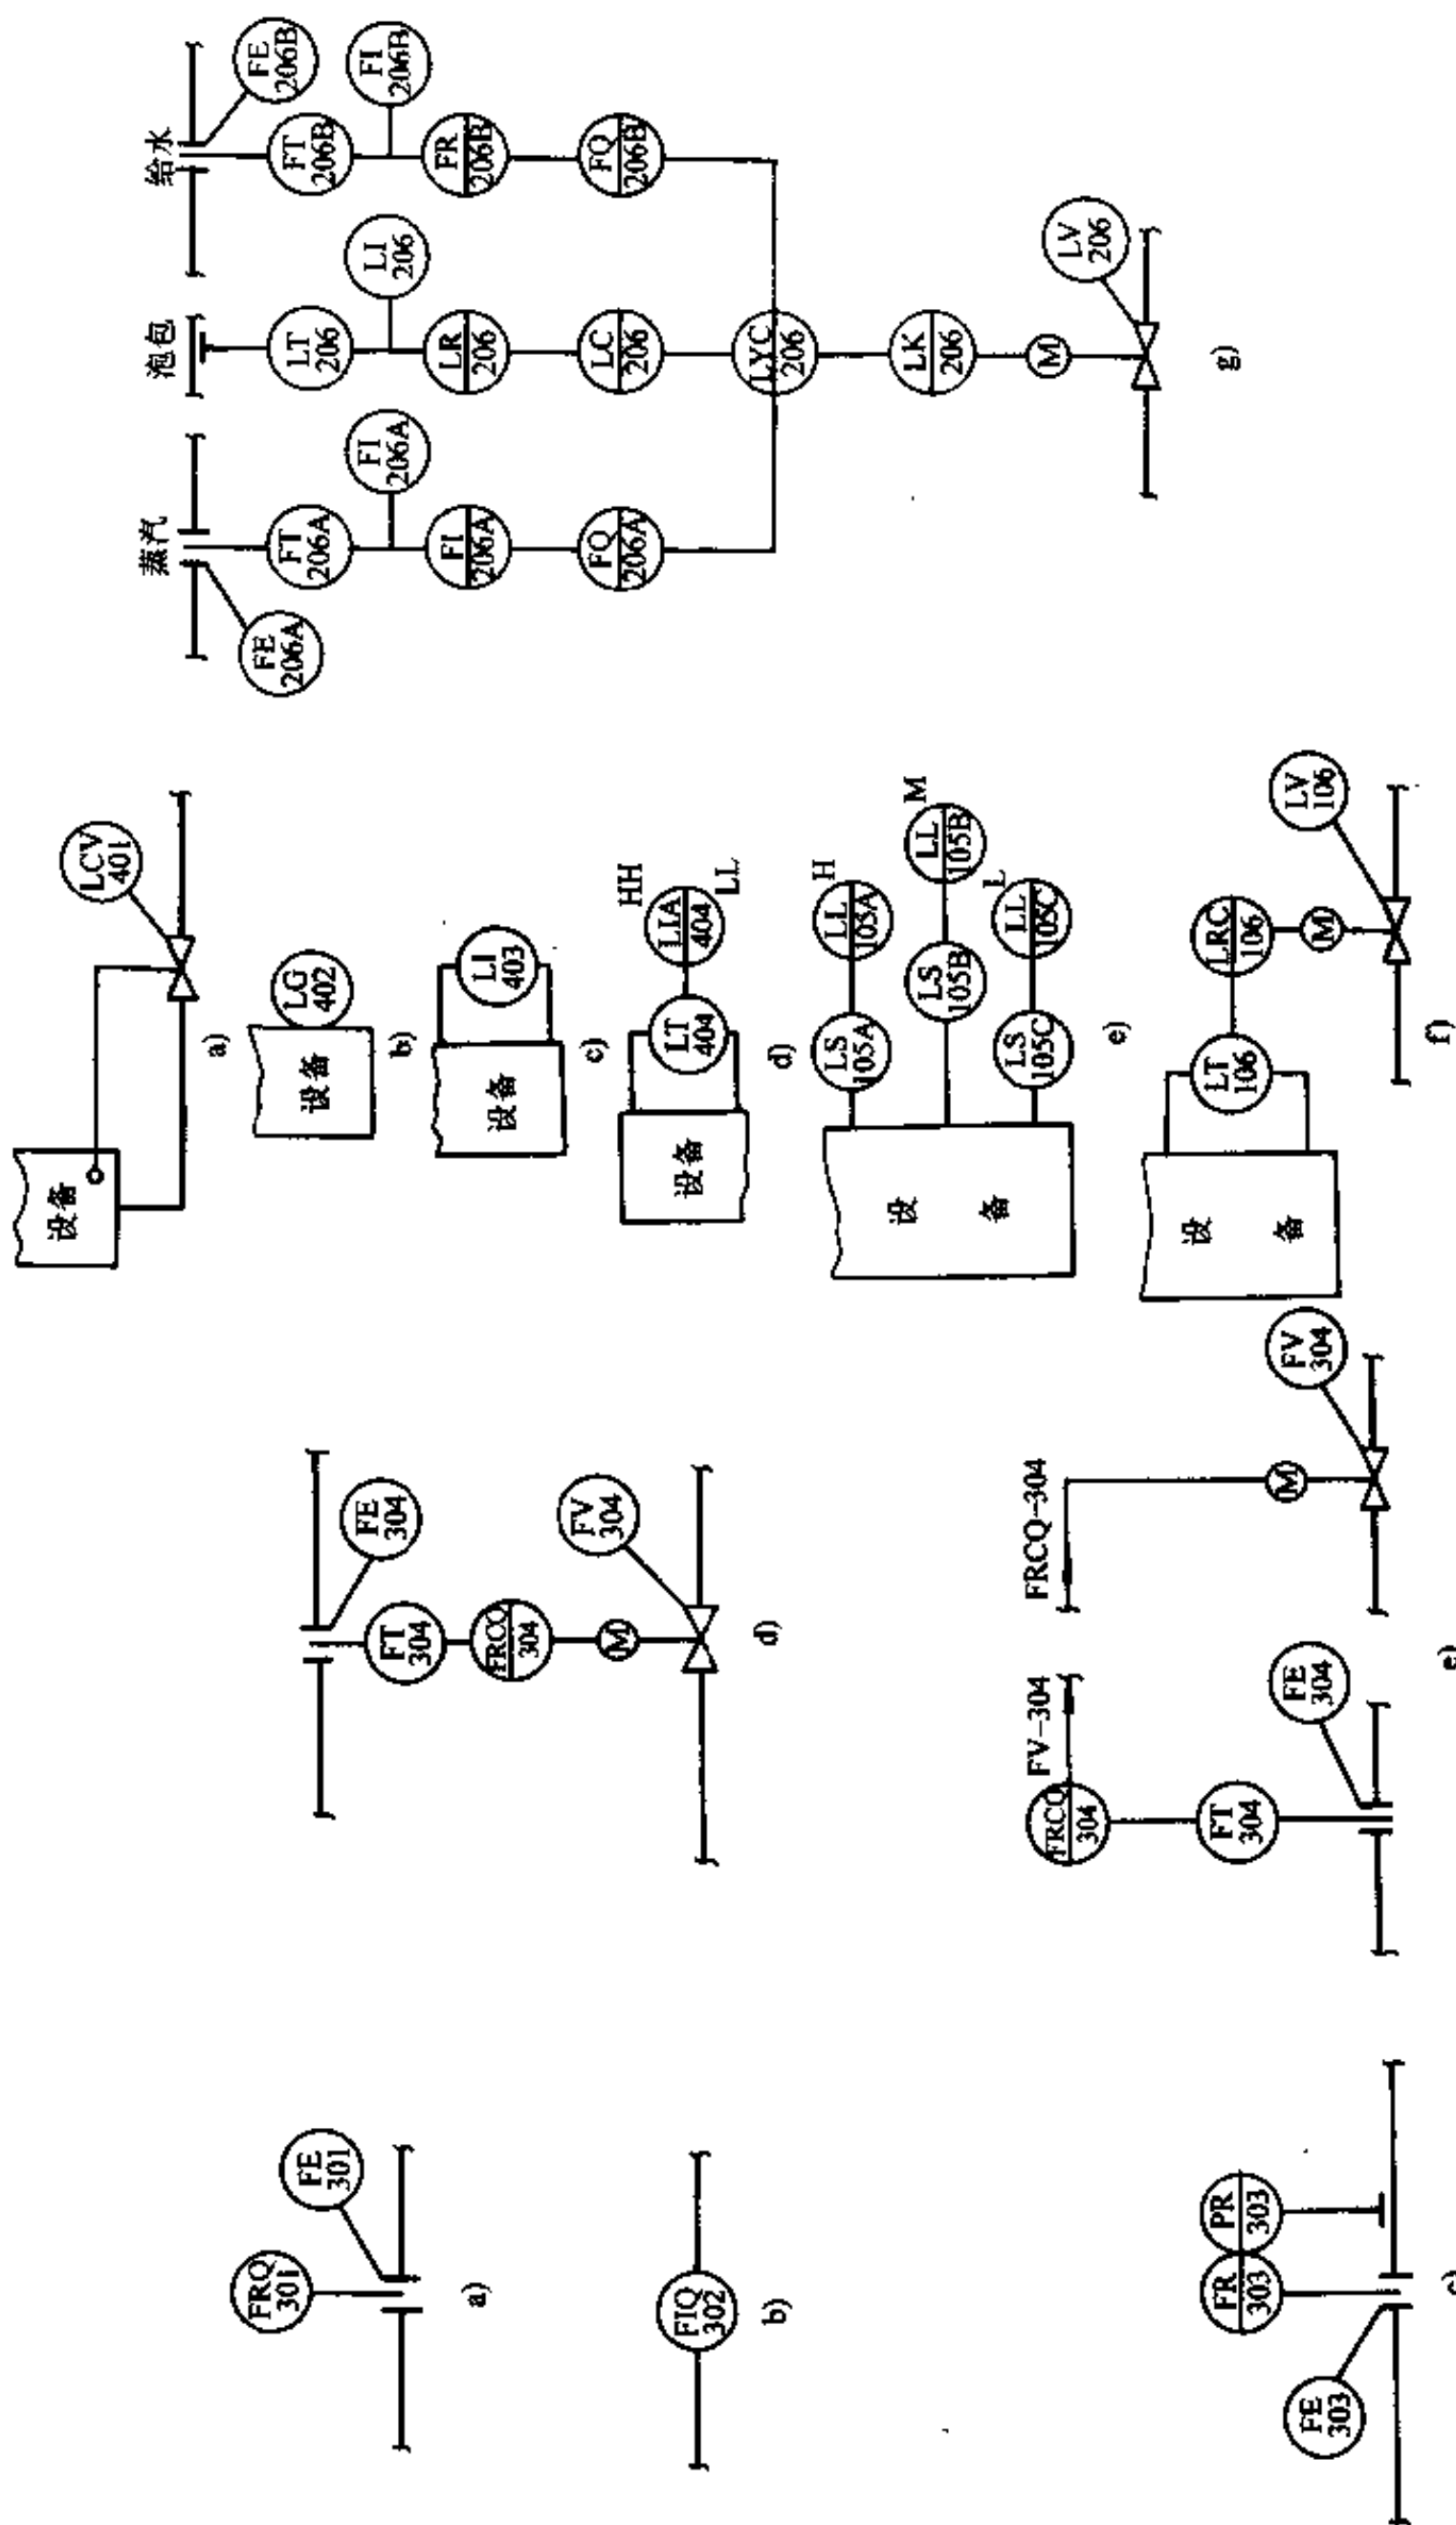 FRQ
301
FE
301
a)
FIQ
302
b)
FR
303
PR
303
FE
303
c)
FE
304
FT
304
FRCQ
304
M
FV
304
d)
FRCQ
304
FV-304
FT
304
FE
304
FRCQ-304
M
FV
304
e)
设备
LCV
401
a)
设备
LG
402
b)
设备
LI
403
c)
设备
LT
404
LIA
404
HH
LL
d)
设
备
LS
105A
LL
105A
H
LS
105B
LL
105B
M
LS
105C
LL
105C
L
e)
设
备
LT
106
LRC
106
M
LV
106
f)
蒸汽
泡包
给水
FE
206A
FT
206A
FI
206A
FI
206A
FQ
206A
LT
206
LI
206
LR
206
LC
206
LYC
206
LK
206
M
LV
206
FE
206B
FT
206B
FI
206B
FR
206B
FQ
206B
g)